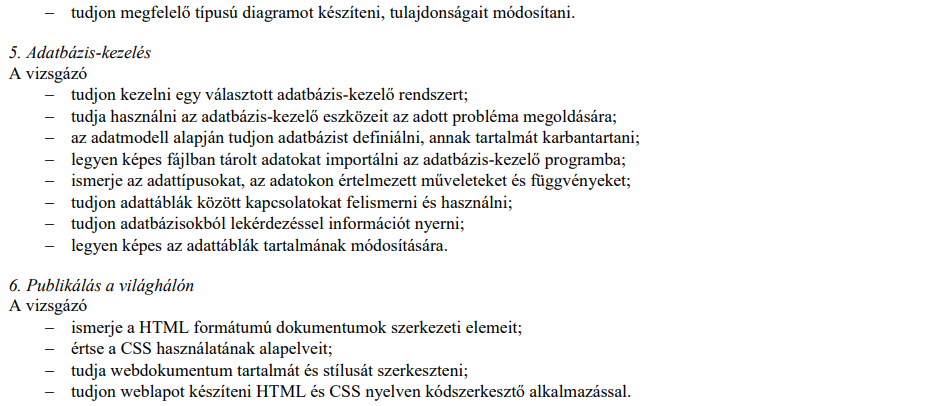 – tudjon megfelelő típusú diagramot készíteni, tulajdonságait módosítani.
5. Adatbázis-kezelés
A vizsgázó
– tudjon kezelni egy választott adatbázis-kezelő rendszert;
– tudja használni az adatbázis-kezelő eszközeit az adott probléma megoldására;
– az adatmodell alapján tudjon adatbázist definiálni, annak tartalmát karbantartani;
– legyen képes fájlban tárolt adatokat importálni az adatbázis-kezelő programba;
– ismerje az adattípusokat, az adatokon értelmezett műveleteket és függvényeket;
– tudjon adattáblák között kapcsolatokat felismerni és használni;
– tudjon adatbázisokból lekérdezéssel információt nyerni;
– legyen képes az adattáblák tartalmának módosítására.
6. Publikálás a világhálón
A vizsgázó
– ismerje a HTML formátumú dokumentumok szerkezeti elemeit;
– értse a CSS használatának alapelveit;
– tudja webdokumentum tartalmát és stílusát szerkeszteni;
– tudjon weblapot készíteni HTML és CSS nyelven kódszerkesztő alkalmazással.